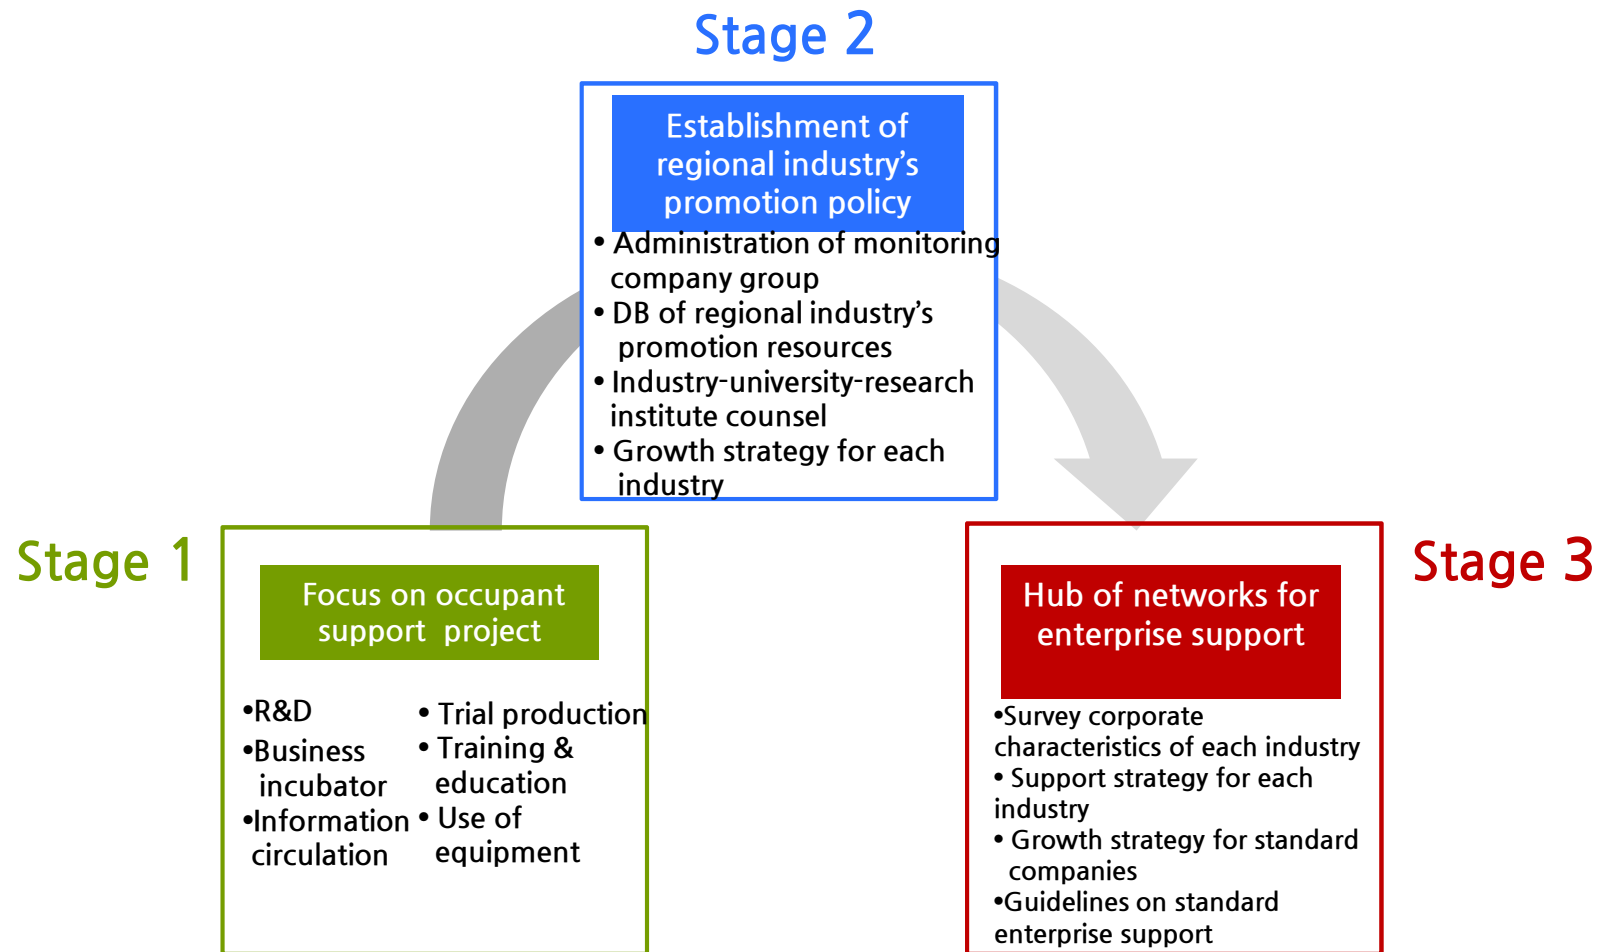 Stage 2
Establishment of
regional industry’s
promotion policy
• Administration of monitoring
company group
• DB of regional industry’s
promotion resources
• Industry-university-research
institute counsel
• Growth strategy for each
industry
Stage 1
Focus on occupant
support project
•R&D
•Business
incubator
•Information
circulation
• Trial production
• Training &
education
• Use of
equipment
Stage 3
Hub of networks for
enterprise support
•Survey corporate
characteristics of each industry
• Support strategy for each
industry
• Growth strategy for standard
companies
•Guidelines on standard
enterprise support